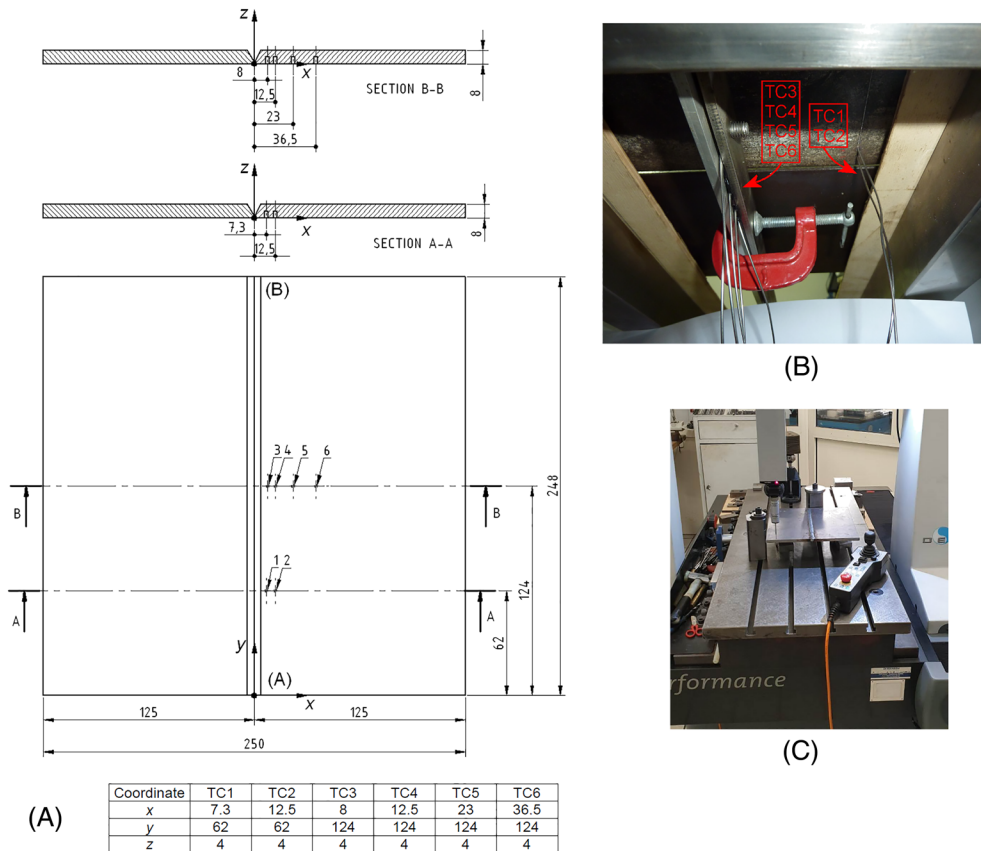 z
x
8
12,5
23
36,5
SECTION B-B
8
z
x
7,3
12,5
SECTION A-A
8
(B)
3 4 5 6
B B
1 2
A A
248
124
62
y
(A)
x
125 125
250
(A)
Coordinate TC1 TC2 TC3 TC4 TC5 TC6
x 7.3 12.5 8 12.5 23 36.5
y 62 62 124 124 124 124
z 4 4 4 4 4 4
TC3
TC4
TC5
TC6
TC1
TC2
(B)
rformance
(C)